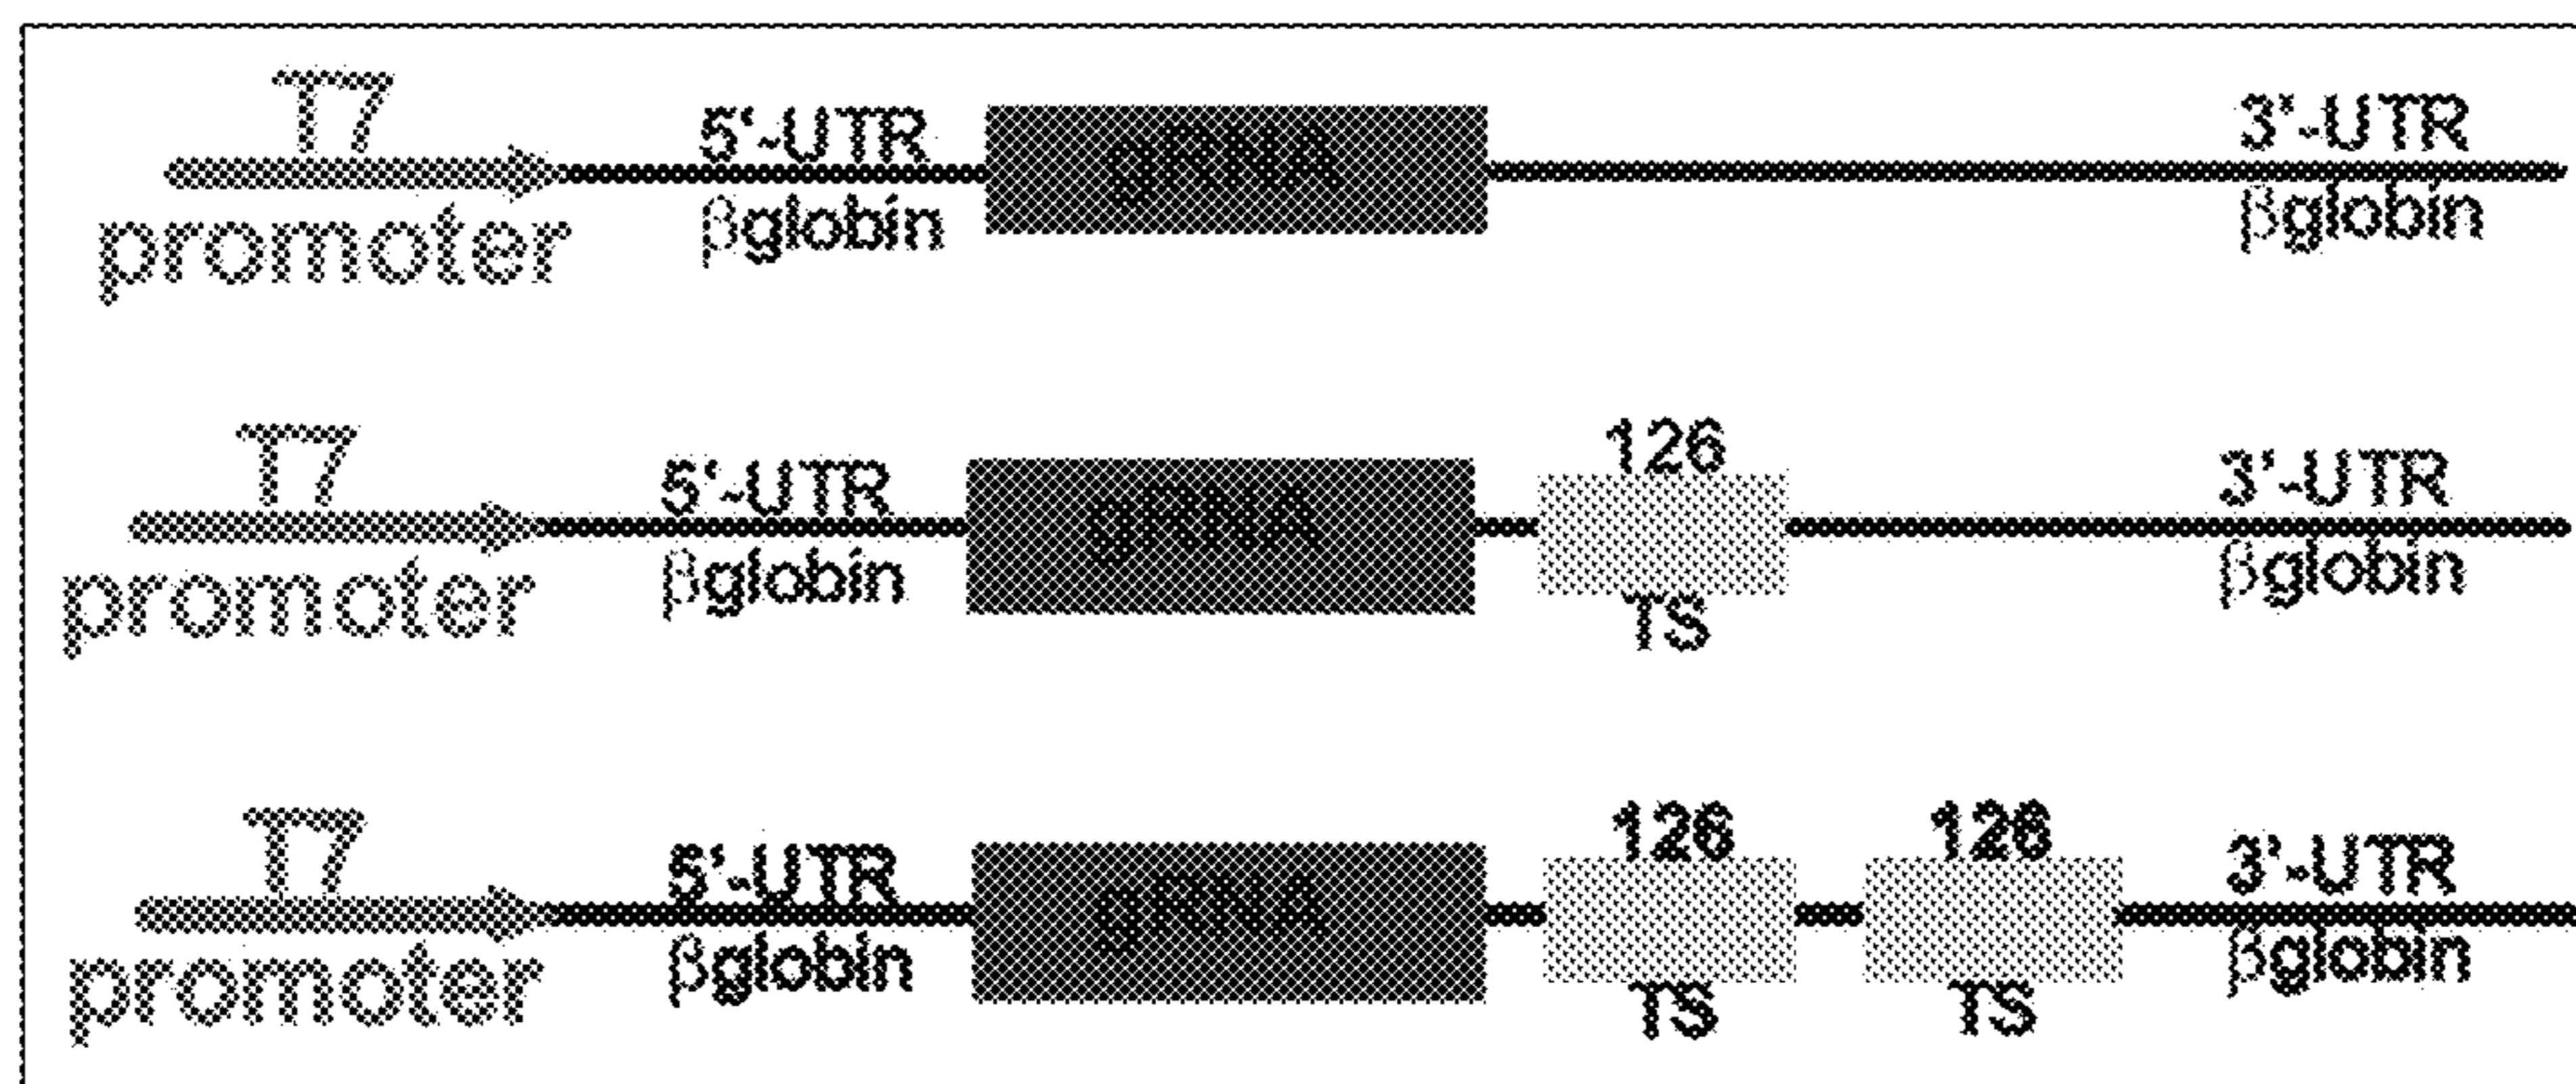 T7
promoter
5'-UTR
βglobin
gRNA
3'-UTR
βglobin
T7
promoter
5'-UTR
βglobin
gRNA
126
TS
3'-UTR
βglobin
T7
promoter
5'-UTR
βglobin
gRNA
126
TS
126
TS
3'-UTR
βglobin